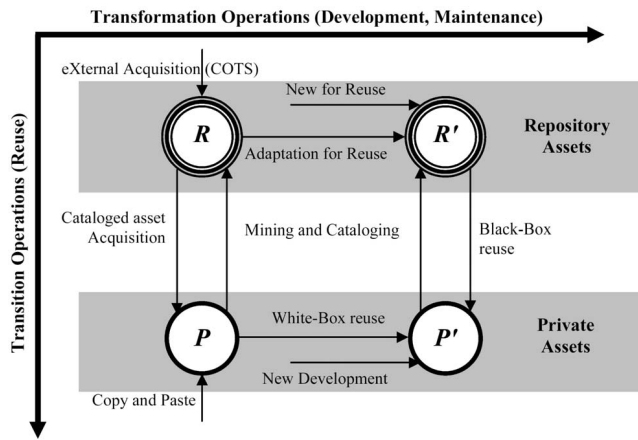 Transformation Operations (Development, Maintenance)
Transition Operations (Reuse)
eXternal Acquisition (COTS)
New for Reuse
R
R'
Repository
Assets
Adaptation for Reuse
Cataloged asset
Acquisition
Mining and Cataloging
Black-Box
reuse
White-Box reuse
P
P'
Private
Assets
New Development
Copy and Paste